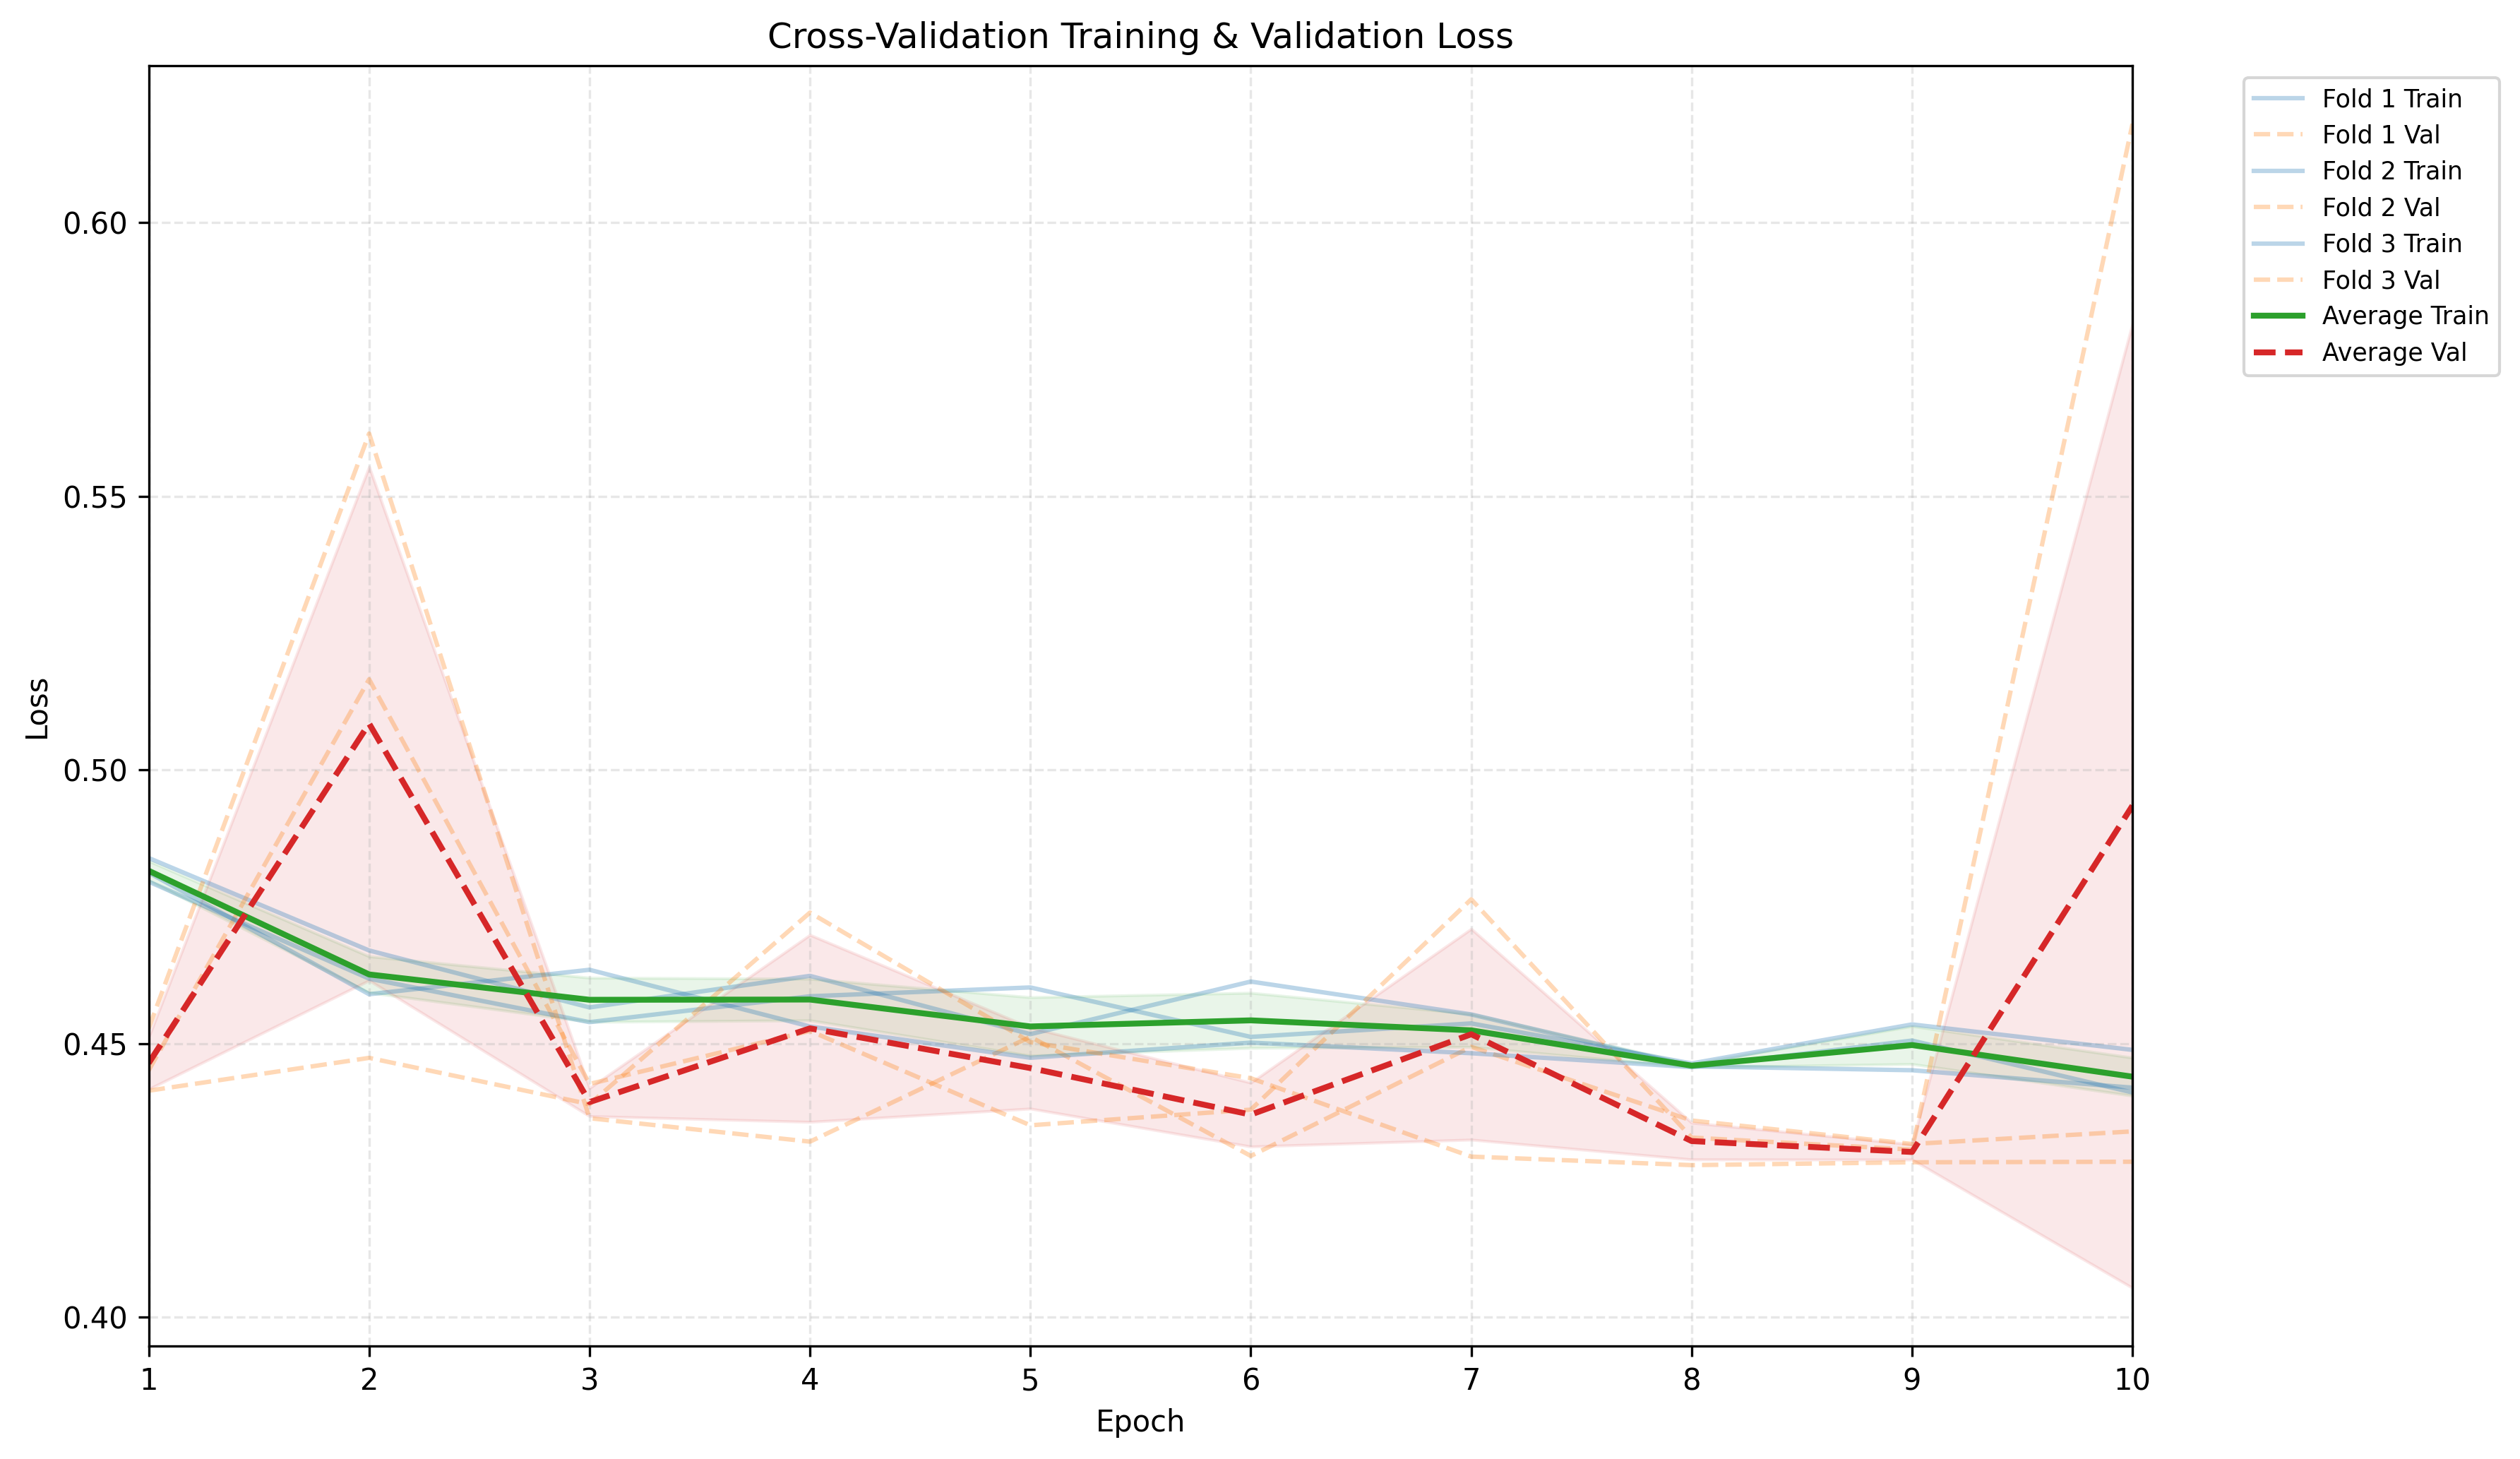 Cross-Validation Training & Validation Loss
Fold 1 Train
Fold 1 Val
Fold 2 Train
Fold 2 Val
Fold 3 Train
Fold 3 Val
Average Train
Average Val
Loss
0.60
0.55
0.50
0.45
0.40
1 2 3 4 5 6 7 8 9 10
Epoch